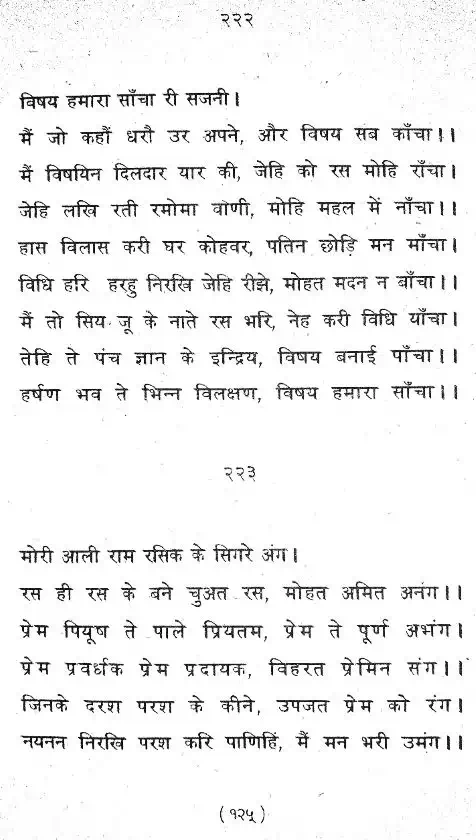 २२२
विषय हमारा साँचा री सजनी।
मैं जो कहौं धरौ उर अपने, और विषय सब काँचा।।
मैं विषयिन दिलदार यार की, जेहि को रस मोहि राँचा।
जेहि लखि रती रमोमा वाणी, मोहि महल में नाँचा।।
हास विलास करी घर कोहवर, पतिन छोड़ि मन माँचा।
विधि हरि हरहु निरखि जेहि रीझे, मोहत मदन न बाँचा।।
मैं तो सिय जू के नाते रस भरि, नेह करी विधि याँचा।
तेहि ते पंच ज्ञान के इन्द्रिय, विषय बनाई पाँचा।।
हर्षण भव ते भिन्न विलक्षण, विषय हमारा साँचा।।
२२३
मोरी आली राम रसिक के सिगरे अंग।
रस ही रस के बने चुअत रस, मोहत अमित अनंग।।
प्रेम पियूष ते पाले प्रियतम, प्रेम ते पूर्ण अभंग।
प्रेम प्रवर्धक प्रेम प्रदायक, विहरत प्रेमिन संग।।
जिनके दरश परश के कीने, उपजत प्रेम को रंग।
नयनन निरखि परश करि पाणिहिं, मैं मन भरी उमंग।।
(१२५)